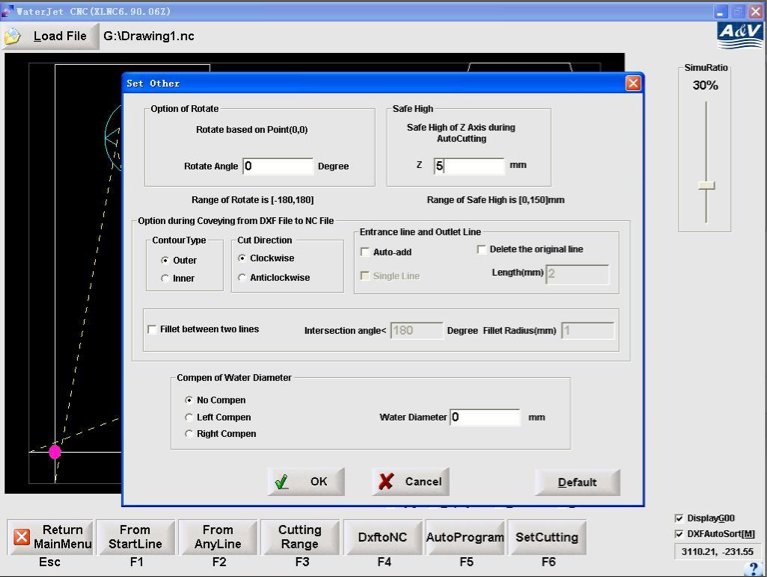 WaterJet CNC(XLNC6.90.06Z)
Load File G:\Drawing1.nc
A&V
SimuRatio
30%
Set Other
Option of Rotate
Rotate based on Point(0,0)
Rotate Angle 0 Degree
Range of Rotate is [-180,180]
Safe High
Safe High of Z Axis during
AutoCutting
Z 5 mm
Range of Safe High is [0,150]mm
Option during Coveying from DXF File to NC File
ContourType
Outer
Inner
Cut Direction
Clockwise
Anticlockwise
Entrance line and Outlet Line
Auto-add
Delete the original line
Single Line
Length(mm) 2
Fillet between two lines
Intersection angle< 180 Degree Fillet Radius(mm) 1
Compen of Water Diameter
No Compen
Left Compen
Right Compen
Water Diameter 0 mm
OK
Cancel
Default
Return
MainMenu
Esc
From
StartLine
F1
From
AnyLine
F2
Cutting
Range
F3
DxftoNC
F4
AutoProgram
F5
SetCutting
F6
DisplayG00
DXFAutoSort[M]
3110.21, -231.55
?